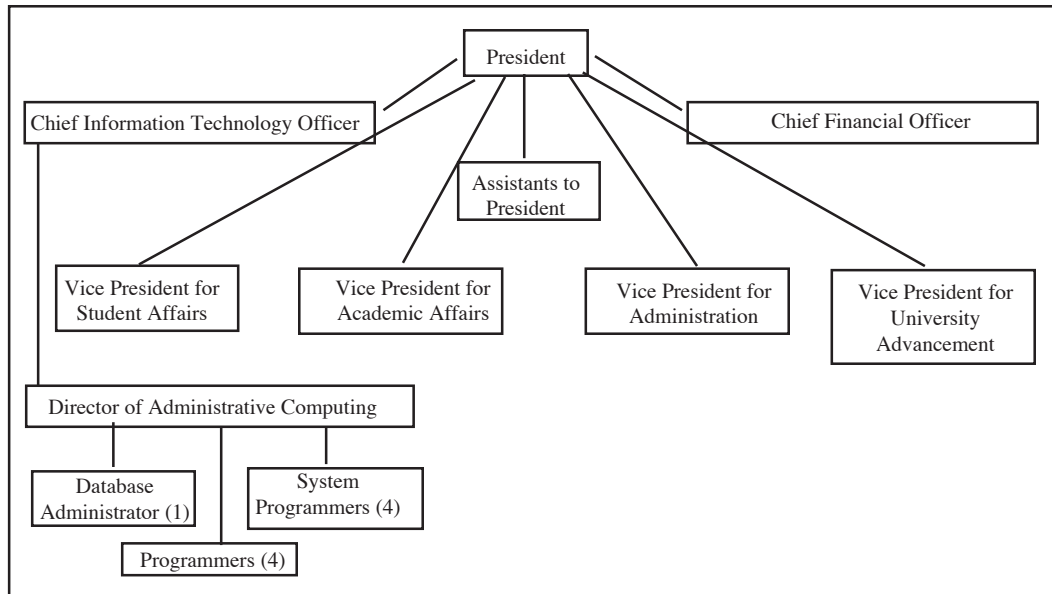 President
Chief Information Technology Officer
Chief Financial Officer
Assistants to
President
Vice President for
Student Affairs
Vice President for
Academic Affairs
Vice President for
Administration
Vice President for
University
Advancement
Director of Administrative Computing
Database
Administrator (1)
System
Programmers (4)
Programmers (4)